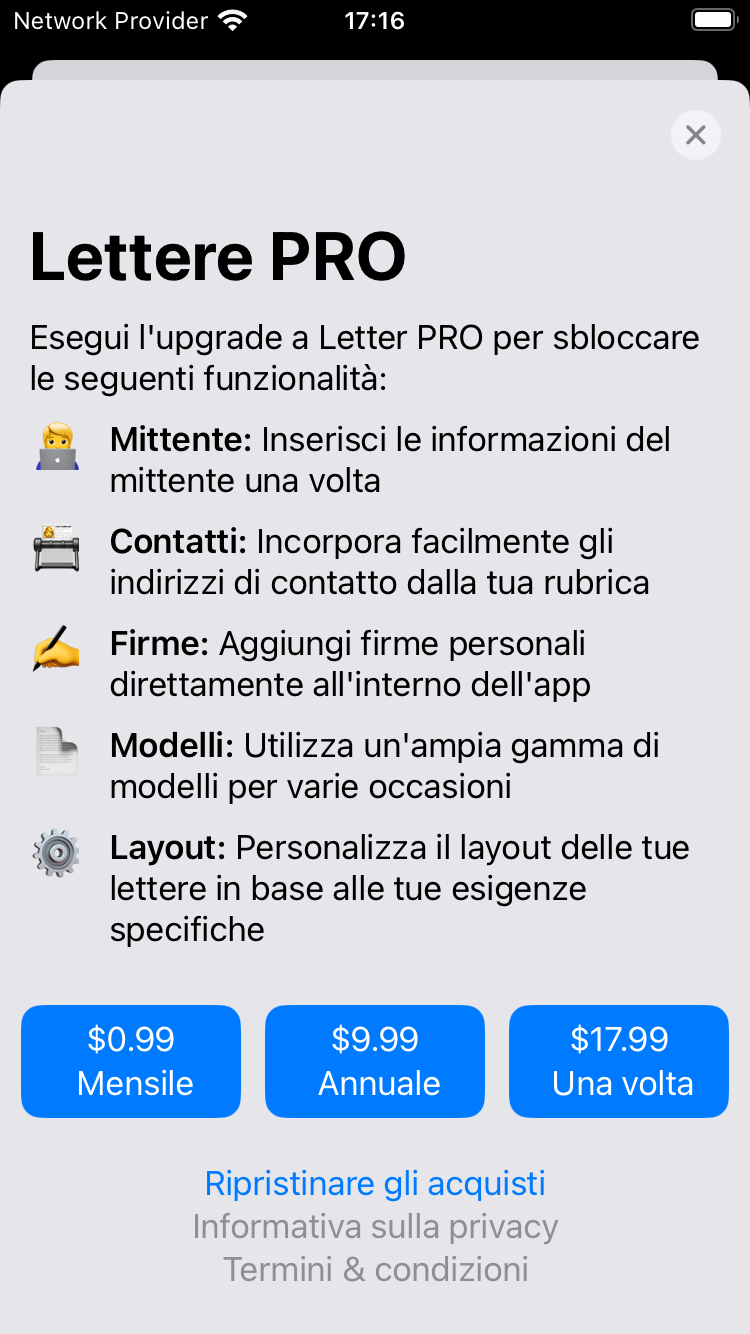 Network Provider 17:16
Lettere PRO
Esegui l'upgrade a Letter PRO per sbloccare
le seguenti funzionalità:
Mittente: Inserisci le informazioni del
mittente una volta
Contatti: Incorpora facilmente gli
indirizzi di contatto dalla tua rubrica
Firme: Aggiungi firme personali
direttamente all'interno dell'app
Modelli: Utilizza un'ampia gamma di
modelli per varie occasioni
Layout: Personalizza il layout delle tue
lettere in base alle tue esigenze
specifiche
$0.99 $9.99 $17.99
Mensile Annuale Una volta
Ripristinare gli acquisti
Informativa sulla privacy
Termini & condizioni